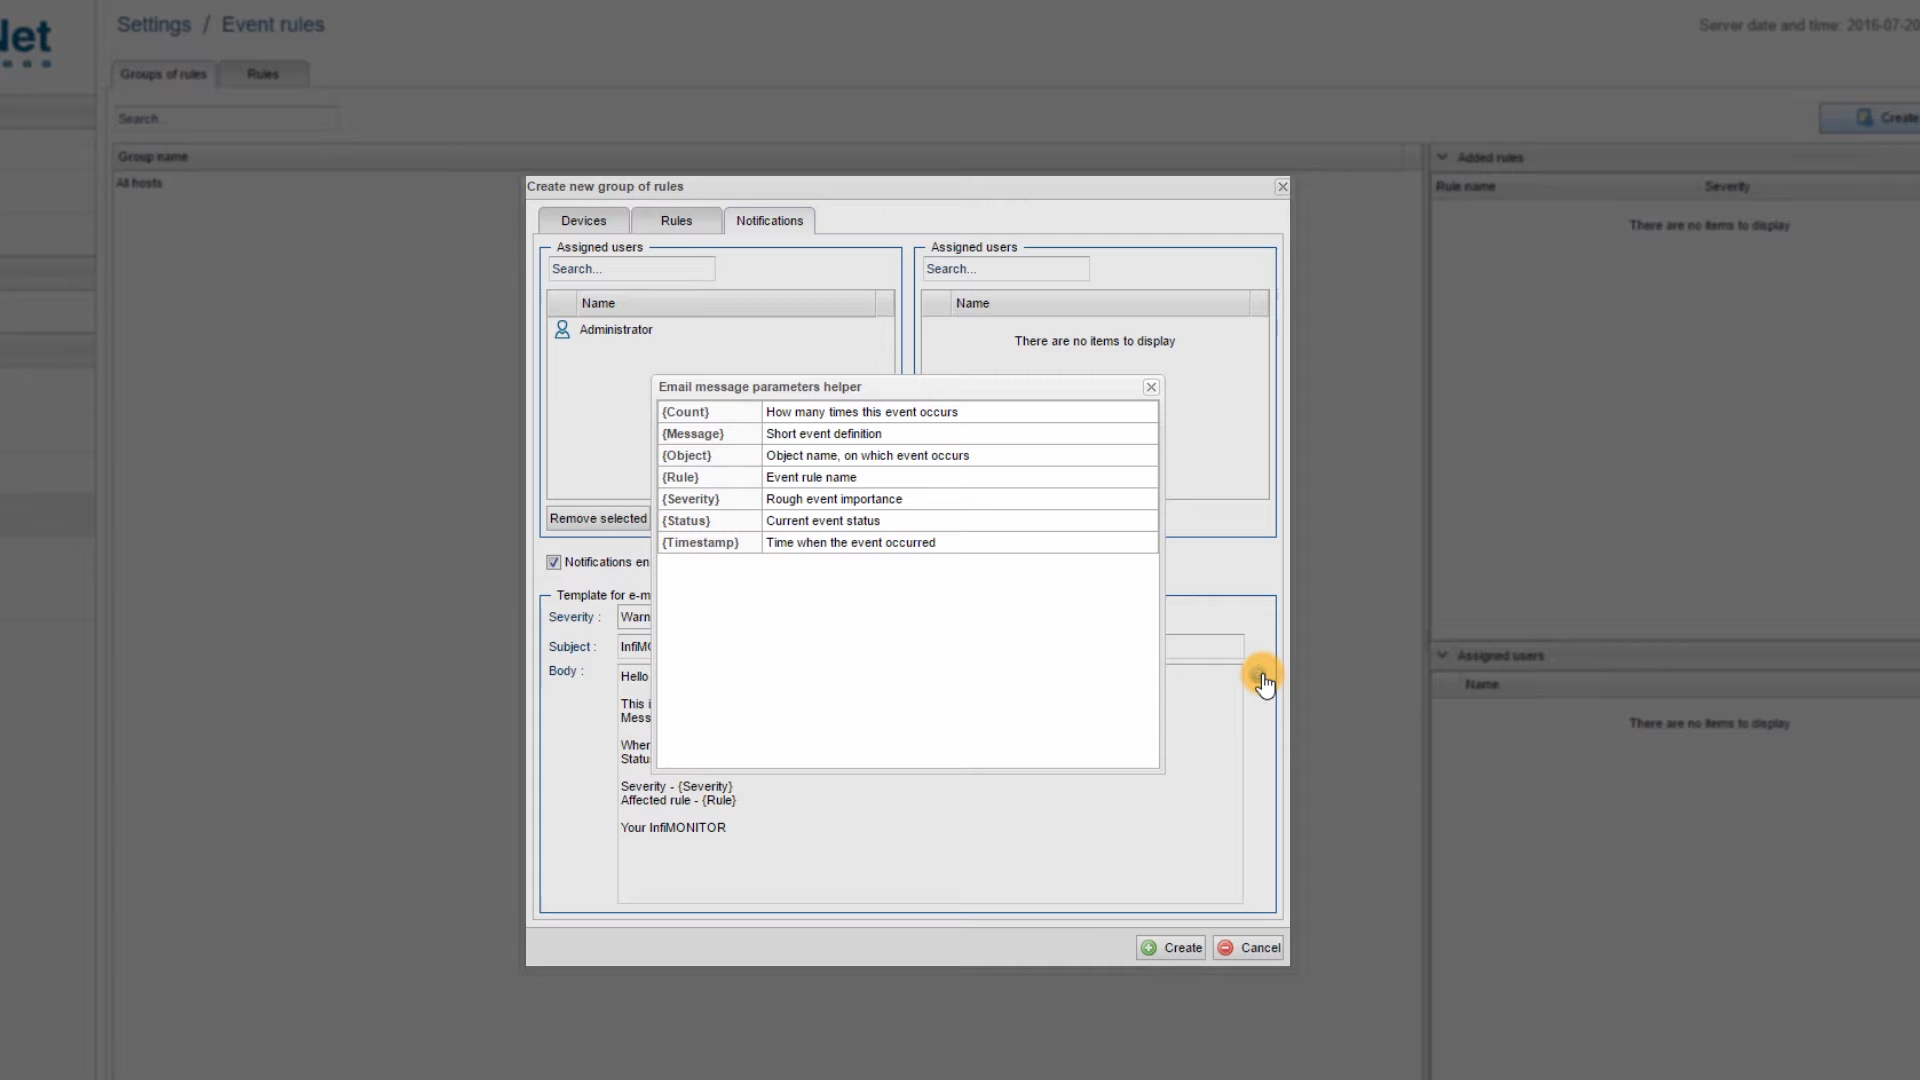 Net
Settings / Event rules
Server date and time: 2016-07-20
Groups of rules
Rules
Search...
Create
Group name
All hosts
Added rules
Rule name
Severity
There are no items to display
Assigned users
Name
There are no items to display
Create new group of rules
Devices
Rules
Notifications
Assigned users
Search...
Name
Administrator
Remove selected
Assigned users
Search...
Name
There are no items to display
Email message parameters helper
{Count} How many times this event occurs
{Message} Short event definition
{Object} Object name, on which event occurs
{Rule} Event rule name
{Severity} Rough event importance
{Status} Current event status
{Timestamp} Time when the event occurred
Notifications en
Template for e-m
Severity : Warn
Subject : InfiM
Body :
Hello
This i
Mess
Wher
Statu
Severity - {Severity}
Affected rule - {Rule}
Your InfiMONITOR
Create
Cancel